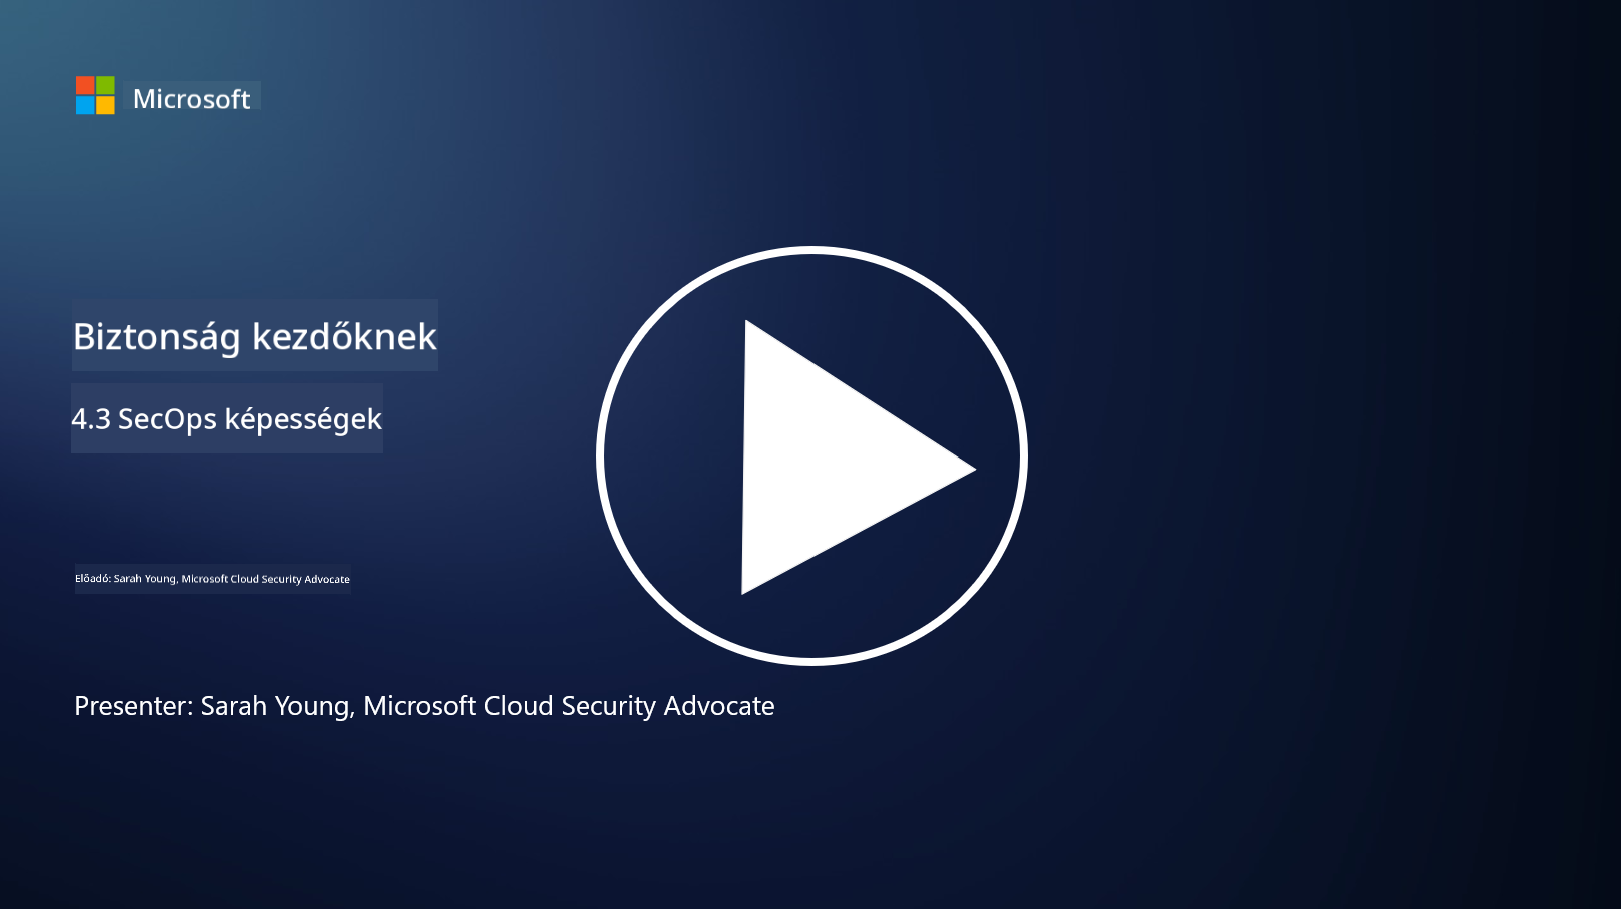 Microsoft
Biztonság kezdőknek
4.3 SecOps képességek
Előadó: Sarah Young, Microsoft Cloud Security Advocate
Presenter: Sarah Young, Microsoft Cloud Security Advocate